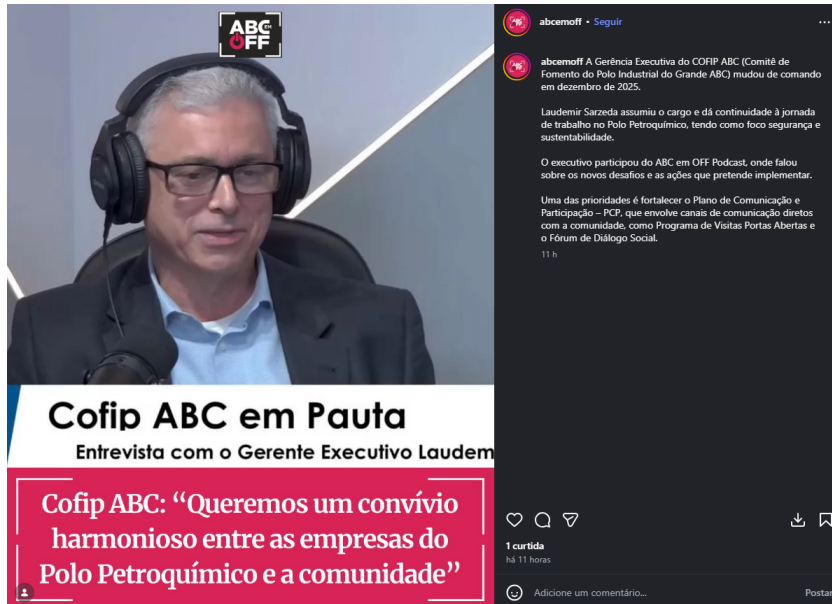 ABC EM
OFF
Cofip ABC em Pauta
Entrevista com o Gerente Executivo Laudem
Cofip ABC: “Queremos um convívio
harmonioso entre as empresas do
Polo Petroquímico e a comunidade”
abcemoff • Seguir
abcemoff A Gerência Executiva do COFIP ABC (Comitê de
Fomento do Polo Industrial do Grande ABC) mudou de comando
em dezembro de 2025.
Laudemir Sarzeda assumiu o cargo e dá continuidade à jornada
de trabalho no Polo Petroquímico, tendo como foco segurança e
sustentabilidade.
O executivo participou do ABC em OFF Podcast, onde falou
sobre os novos desafios e as ações que pretende implementar.
Uma das prioridades é fortalecer o Plano de Comunicação e
Participação – PCP, que envolve canais de comunicação diretos
com a comunidade, como Programa de Visitas Portas Abertas e
o Fórum de Diálogo Social.
11 h
1 curtida
há 11 horas
Adicione um comentário...
Postar